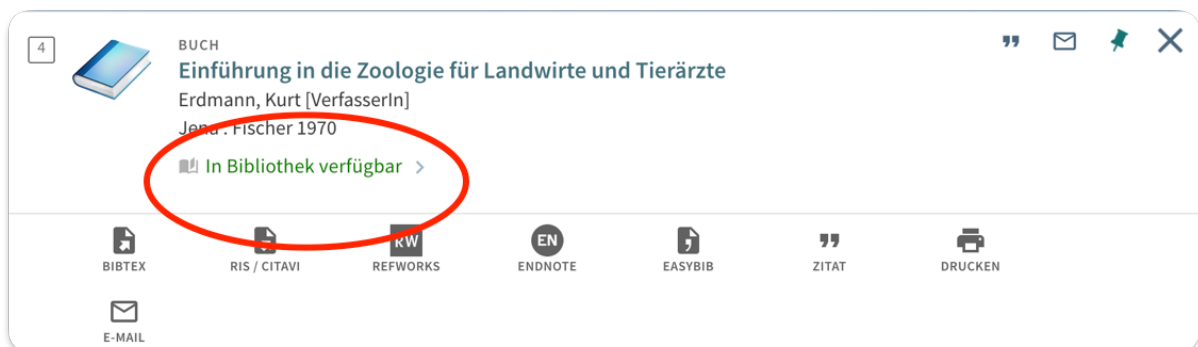 4
BUCH
Einführung in die Zoologie für Landwirte und Tierärzte
Erdmann, Kurt [VerfasserIn]
Jena : Fischer 1970
In Bibliothek verfügbar
BIBTEX
RIS / CITAVI
RW
REFWORKS
EN
ENDNOTE
EASYBIB
ZITAT
DRUCKEN
E-MAIL